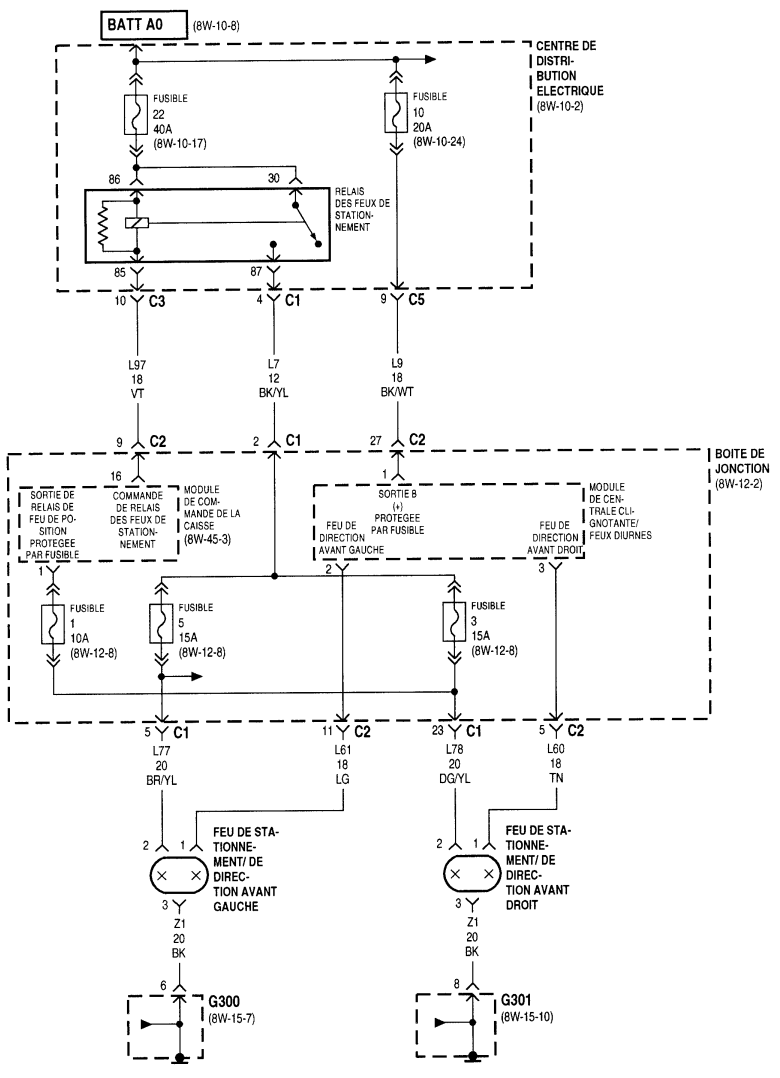 BATT A0
(8W-10-8)
CENTRE DE
DISTRI-
BUTION
ELECTRIQUE
(8W-10-2)
FUSIBLE
22
40A
(8W-10-17)
FUSIBLE
10
20A
(8W-10-24)
86
30
RELAIS
DES FEUX DE
STATION-
NEMENT
85
87
10
C3
4
C1
9
C5
L97
18
VT
L7
12
BK/YL
L9
18
BK/WT
9
C2
2
C1
27
C2
BOITE DE
JONCTION
(8W-12-2)
16
1
SORTIE DE
RELAIS DE
FEU DE PO-
SITION
PROTEGEE
PAR FUSIBLE
COMMANDE
DE RELAIS
DES FEUX DE
STATION-
NEMENT
MODULE
DE COM-
MANDE DE LA
CAISSE
(8W-45-3)
SORTIE B
(+)
PROTEGEE
PAR FUSIBLE
FEU DE
DIRECTION
AVANT GAUCHE
FEU DE
DIRECTION
AVANT DROIT
MODULE
DE CEN-
TRALE CLI-
GNOTANTE/
FEUX DIURNES
1
2
3
FUSIBLE
1
10A
(8W-12-8)
FUSIBLE
5
15A
(8W-12-8)
FUSIBLE
3
15A
(8W-12-8)
5
C1
11
C2
23
C1
5
C2
L77
20
BR/YL
L61
18
LG
L78
20
DG/YL
L60
18
TN
2
1
FEU DE STA-
TIONNE-
MENT/ DE
DIREC-
TION AVANT
GAUCHE
2
1
FEU DE STA-
TIONNE-
MENT/ DE
DIREC-
TION AVANT
DROIT
3
Z1
20
BK
3
Z1
20
BK
6
G300
(8W-15-7)
8
G301
(8W-15-10)